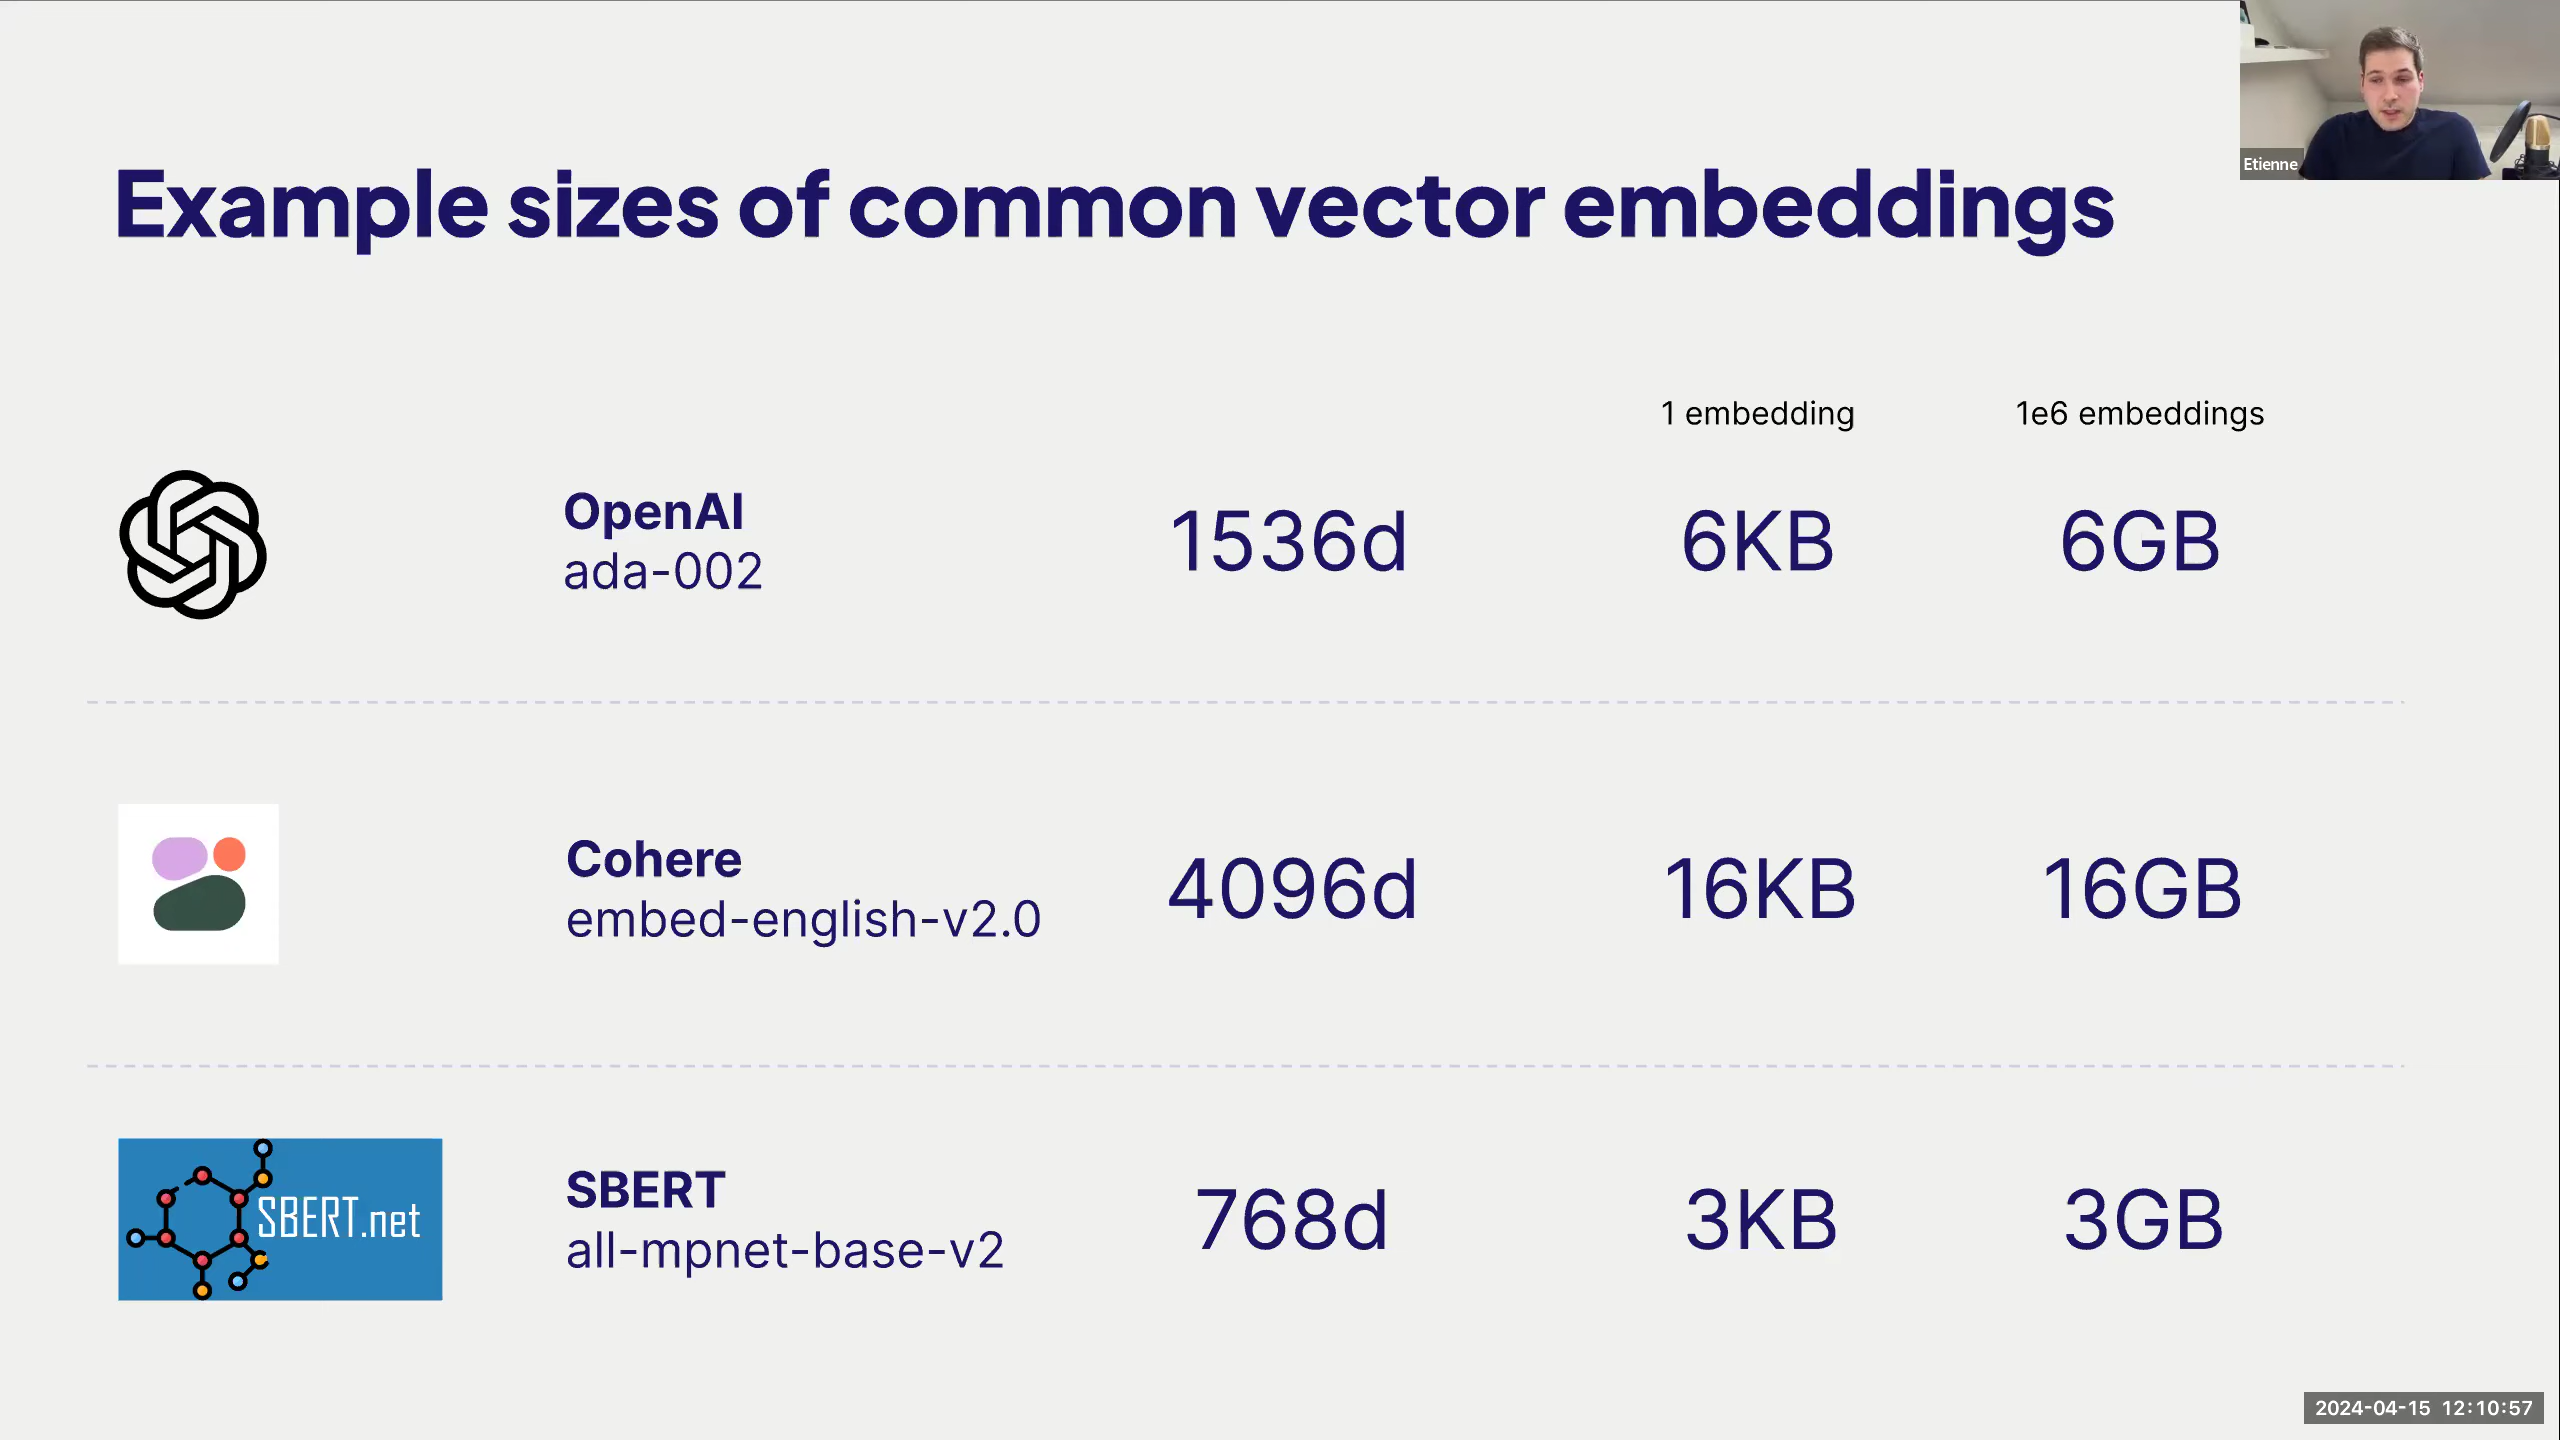 Etienne
Example sizes of common vector embeddings
1 embedding
1e6 embeddings
OpenAI
ada-002
1536d
6KB
6GB
Cohere
embed-english-v2.0
4096d
16KB
16GB
SBERT.net
SBERT
all-mpnet-base-v2
768d
3KB
3GB
2024-04-15 12:10:57